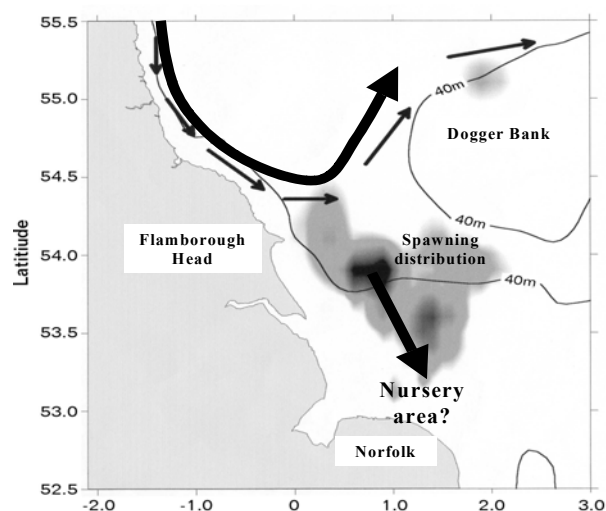 55.5
55.0
40m
Dogger Bank
54.5
40m
Flamborough
Head
Spawning
distribution
54.0
40m
Latitiude
53.5
Nursery
area?
53.0
Norfolk
52.5
-2.0 -1.0 0 1.0 2.0 3.0